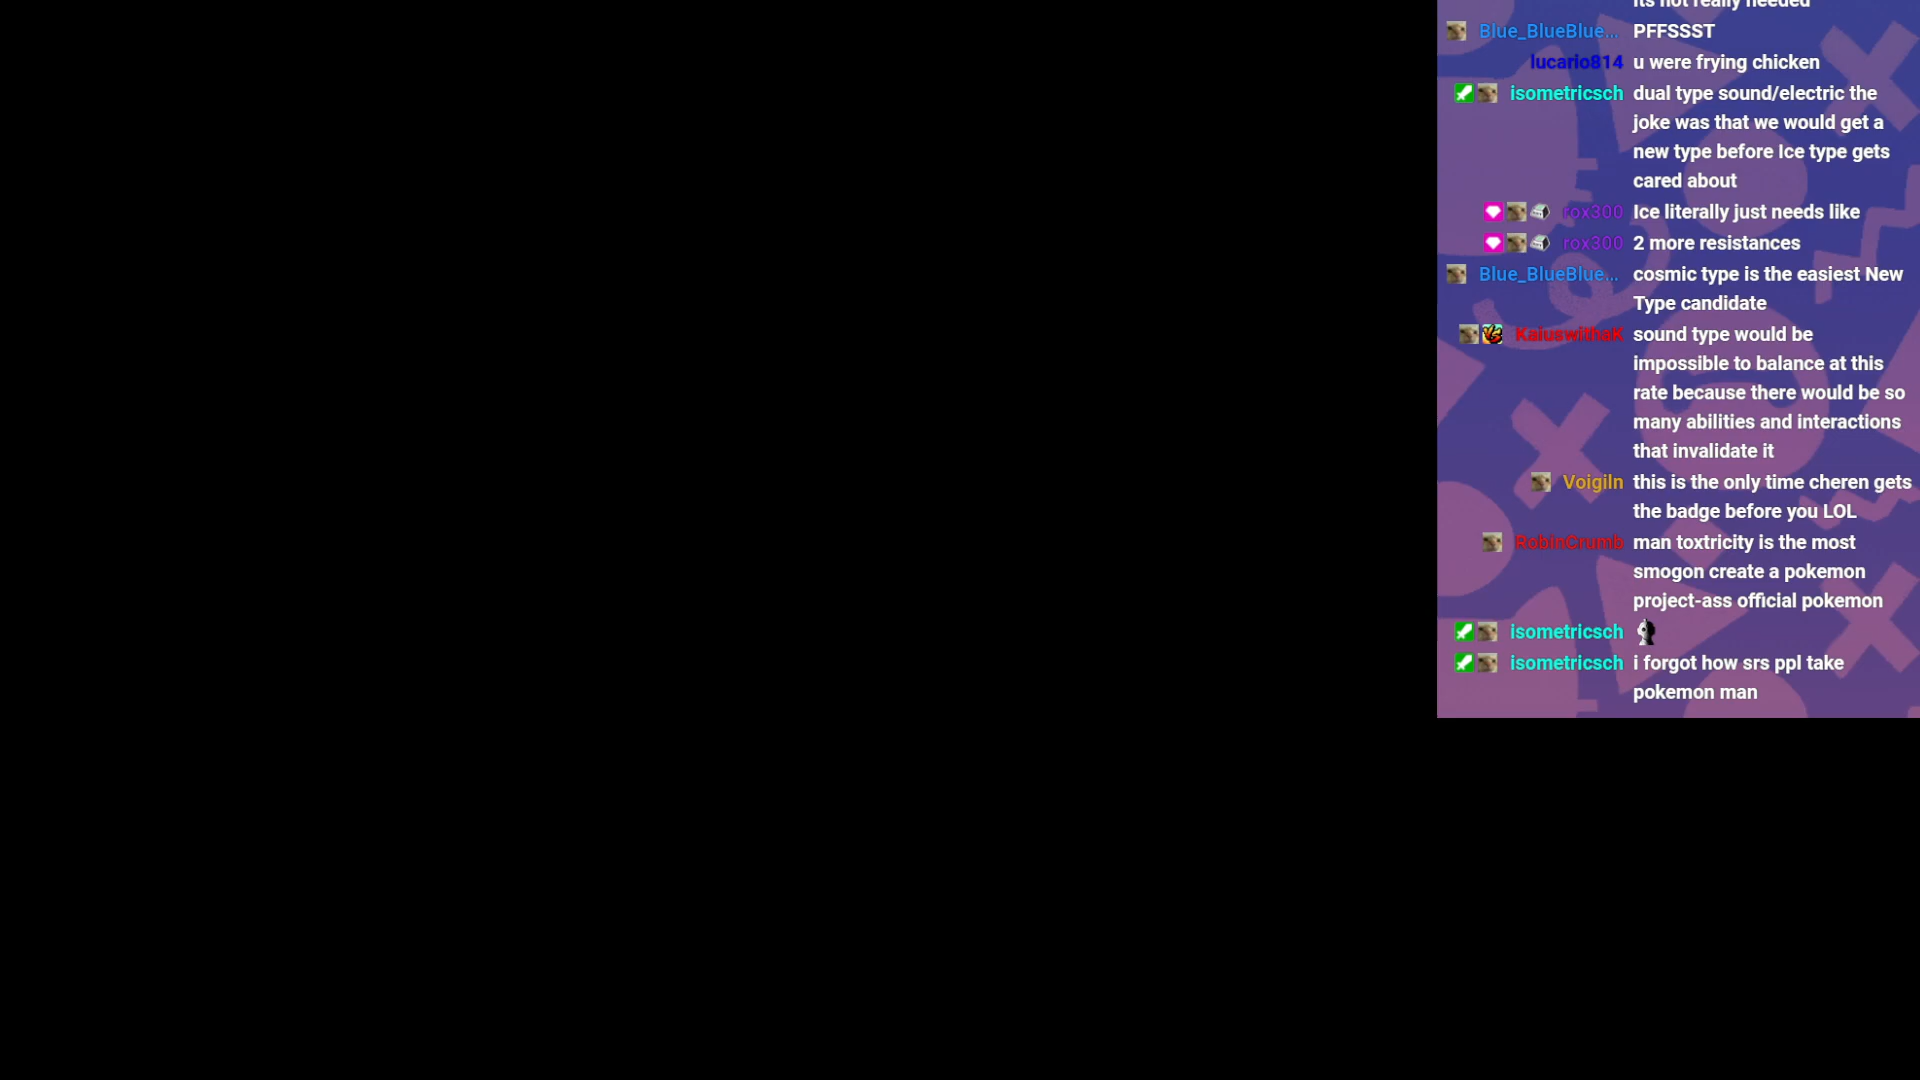 its not really needed
Blue_BlueBlue... PFFSSST
lucario814 u were frying chicken
isometricsch dual type sound/electric the
joke was that we would get a
new type before Ice type gets
cared about
rox300 Ice literally just needs like
rox300 2 more resistances
Blue_BlueBlue... cosmic type is the easiest New
Type candidate
KaiuswithaK sound type would be
impossible to balance at this
rate because there would be so
many abilities and interactions
that invalidate it
Voigiln this is the only time cheren gets
the badge before you LOL
RobinCrumb man toxtricity is the most
smogon create a pokemon
project-ass official pokemon
isometricsch
isometricsch i forgot how srs ppl take
pokemon man